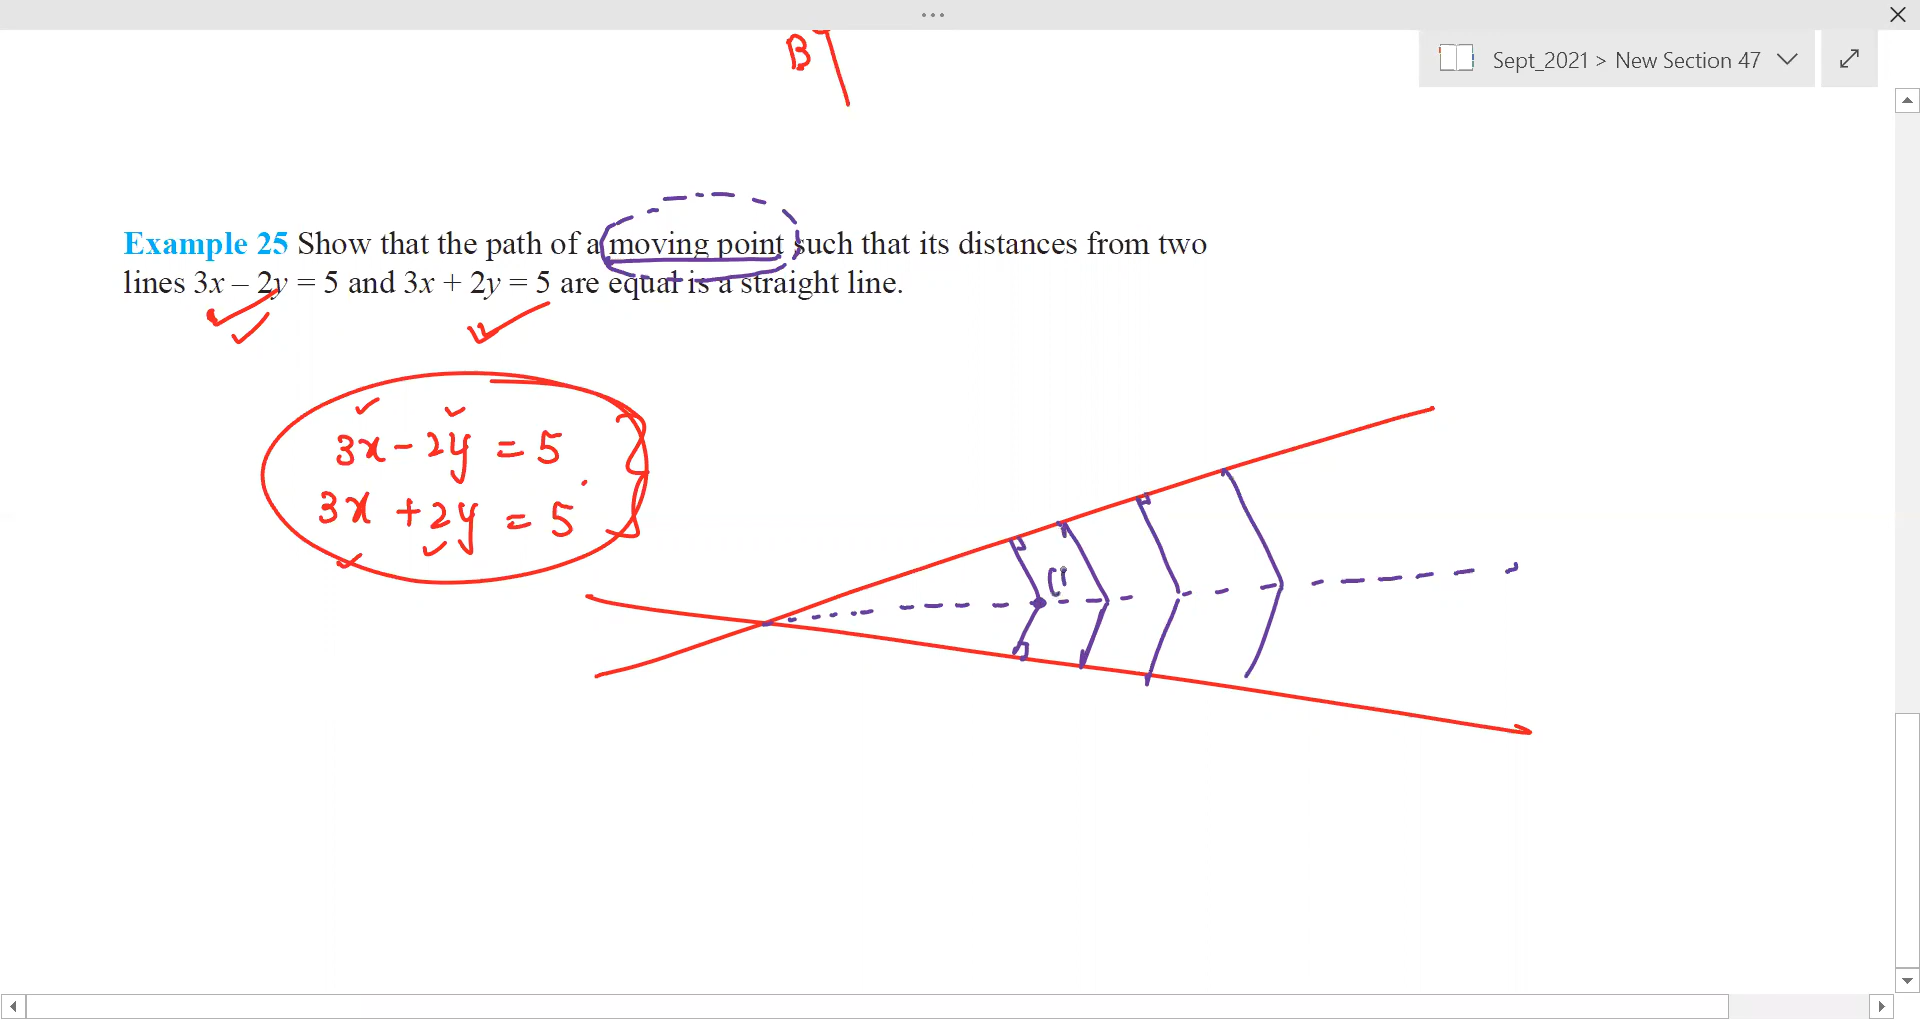 B
Sept_2021 > New Section 47
Example 25 Show that the path of a moving point such that its distances from two
lines 3x – 2y = 5 and 3x + 2y = 5 are equal is a straight line.
3x - 2y = 5
3x + 2y = 5